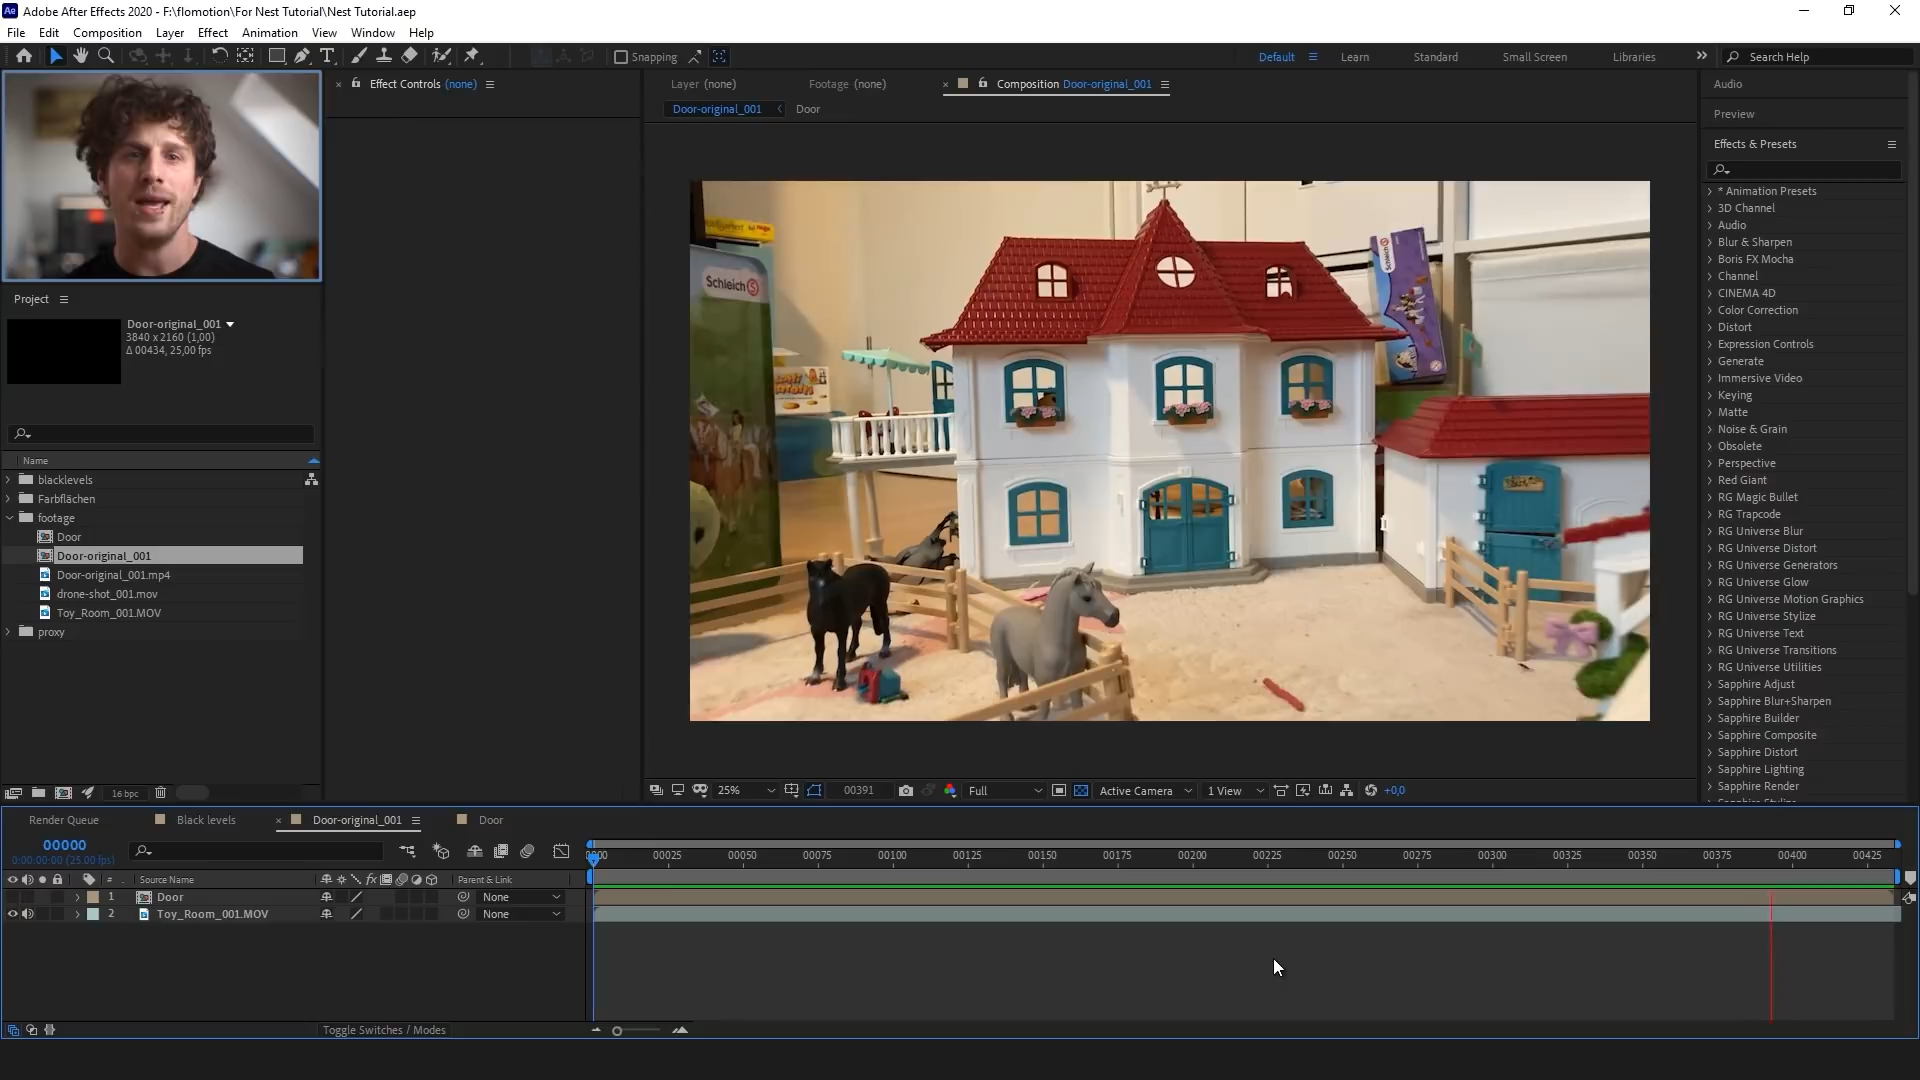 Ae Adobe After Effects 2020 - F:\flomotion\For Nest Tutorial\Nest Tutorial.aep
File Edit Composition Layer Effect Animation View Window Help
Snapping
Default Learn Standard Small Screen Libraries
Search Help
Effect Controls (none)
Layer (none) Footage (none) Composition Door-original_001
Door-original_001 Door
Schleich S
Project
Door-original_001
3840 x 2160 (1,00)
Δ 00434, 25,00 fps
Name
blacklevels
Farbflächen
footage
Door
Door-original_001
Door-original_001.mp4
drone-shot_001.mov
Toy_Room_001.MOV
proxy
16 bpc
25%
00391
Full
Active Camera
1 View
+0,0
Audio
Preview
Effects & Presets
* Animation Presets
3D Channel
Audio
Blur & Sharpen
Boris FX Mocha
Channel
CINEMA 4D
Color Correction
Distort
Expression Controls
Generate
Immersive Video
Keying
Matte
Noise & Grain
Obsolete
Perspective
Red Giant
RG Magic Bullet
RG Trapcode
RG Universe Blur
RG Universe Distort
RG Universe Generators
RG Universe Glow
RG Universe Motion Graphics
RG Universe Stylize
RG Universe Text
RG Universe Transitions
RG Universe Utilities
Sapphire Adjust
Sapphire Blur+Sharpen
Sapphire Builder
Sapphire Composite
Sapphire Distort
Sapphire Lighting
Sapphire Render
Render Queue Black levels Door-original_001 Door
00000
0:00:00:00 (25.00 fps)
00025 00050 00075 00100 00125 00150 00175 00200 00225 00250 00275 00300 00325 00350 00375 00400 00425
# Source Name Parent & Link
1 Door None
2 Toy_Room_001.MOV None
Toggle Switches / Modes